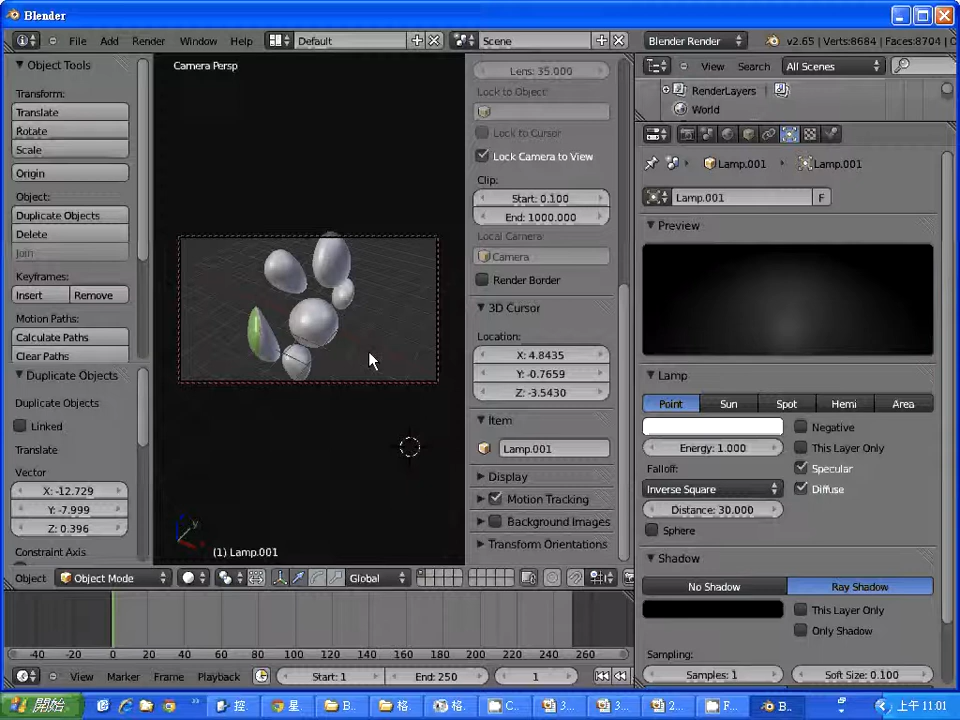 Blender
File Add Render Window Help Default Scene Blender Render v2.65 | Verts:8684 | Faces:8704 | O
Object Tools
Transform:
Translate
Rotate
Scale
Origin
Object:
Duplicate Objects
Delete
Join
Keyframes:
Insert Remove
Motion Paths:
Calculate Paths
Clear Paths
Duplicate Objects
Duplicate Objects
Linked
Translate
Vector
X: -12.729
Y: -7.999
Z: 0.396
Constraint Axis
Camera Persp
(1) Lamp.001
Lens: 35.000
Lock to Object:
Lock to Cursor
Lock Camera to View
Clip:
Start: 0.100
End: 1000.000
Local Camera:
Camera
Render Border
3D Cursor
Location:
X: 4.8435
Y: -0.7659
Z: -3.5430
Item
Lamp.001
Display
Motion Tracking
Background Images
Transform Orientations
View Search All Scenes
RenderLayers
World
Lamp.001 Lamp.001
Lamp.001 F
Preview
Lamp
Point Sun Spot Hemi Area
Negative
Energy: 1.000 This Layer Only
Falloff: Specular
Inverse Square Diffuse
Distance: 30.000
Sphere
Shadow
No Shadow Ray Shadow
This Layer Only
Only Shadow
Sampling:
Samples: 1 Soft Size: 0.100
Object Object Mode Global
0 20 40 60 80 100 120 140 160 180 200 220 240 260
View Marker Frame Playback Start: 1 End: 250 1
開始 控 星 B... 格 格... C... 3... 3... 2... F... B... 上午 11:01